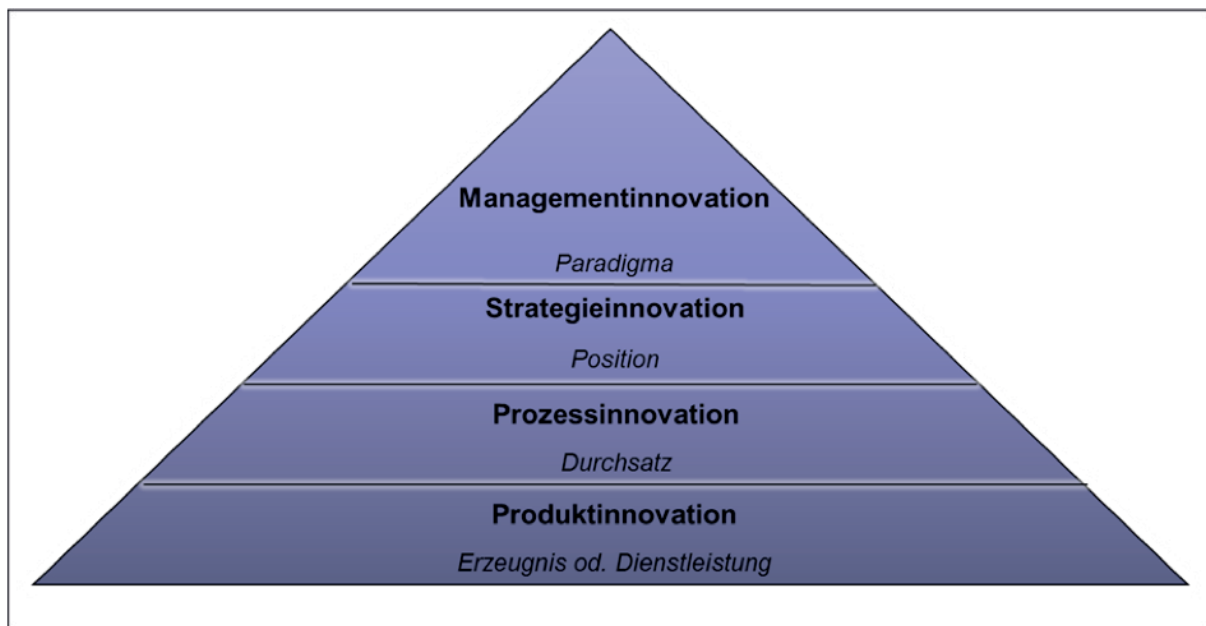 Managementinnovation
Paradigma
Strategieinnovation
Position
Prozessinnovation
Durchsatz
Produktinnovation
Erzeugnis od. Dienstleistung